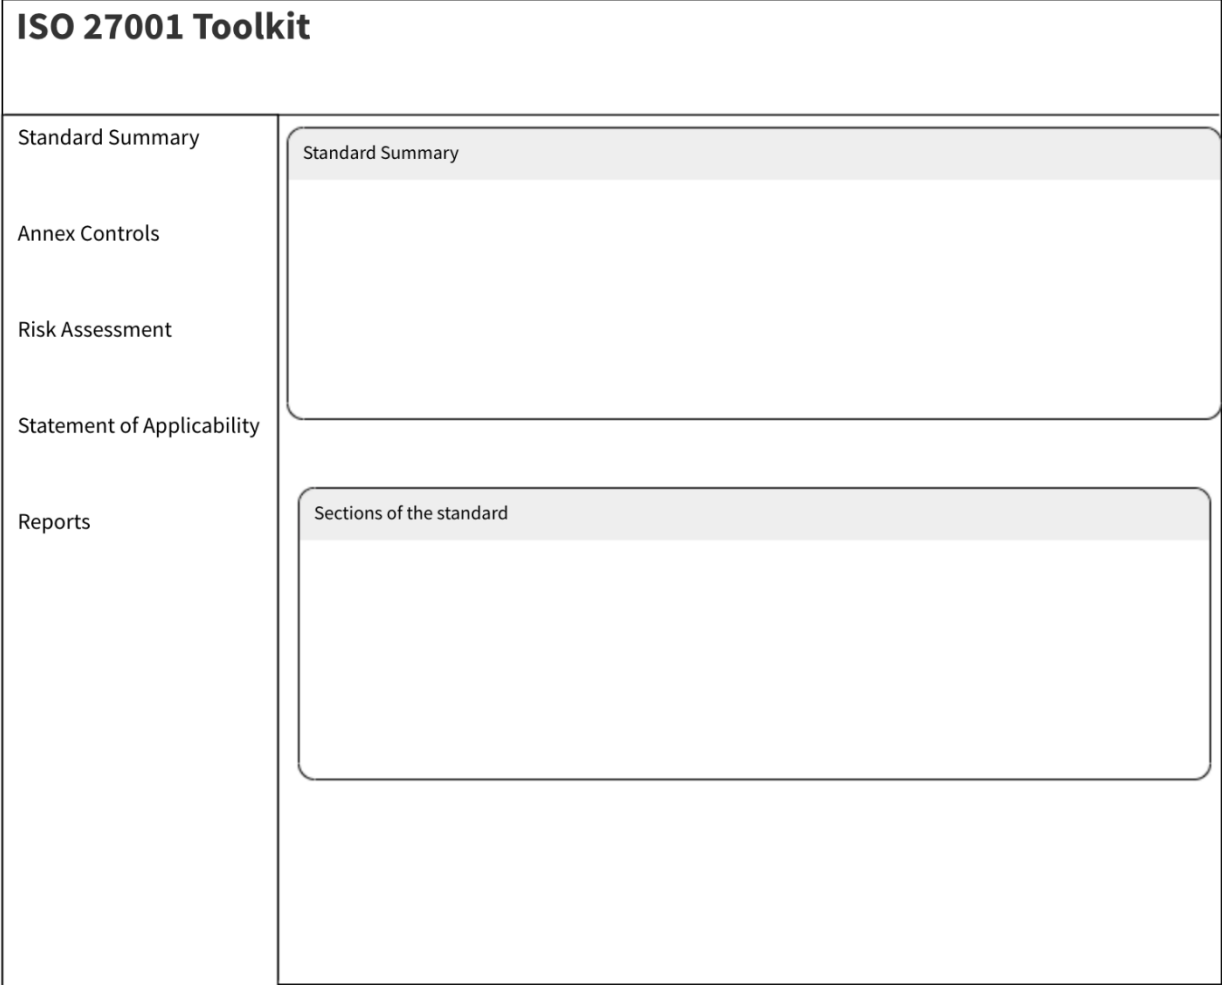 ISO 27001 Toolkit
Standard Summary
Annex Controls
Risk Assessment
Statement of Applicability
Reports
Standard Summary
Sections of the standard